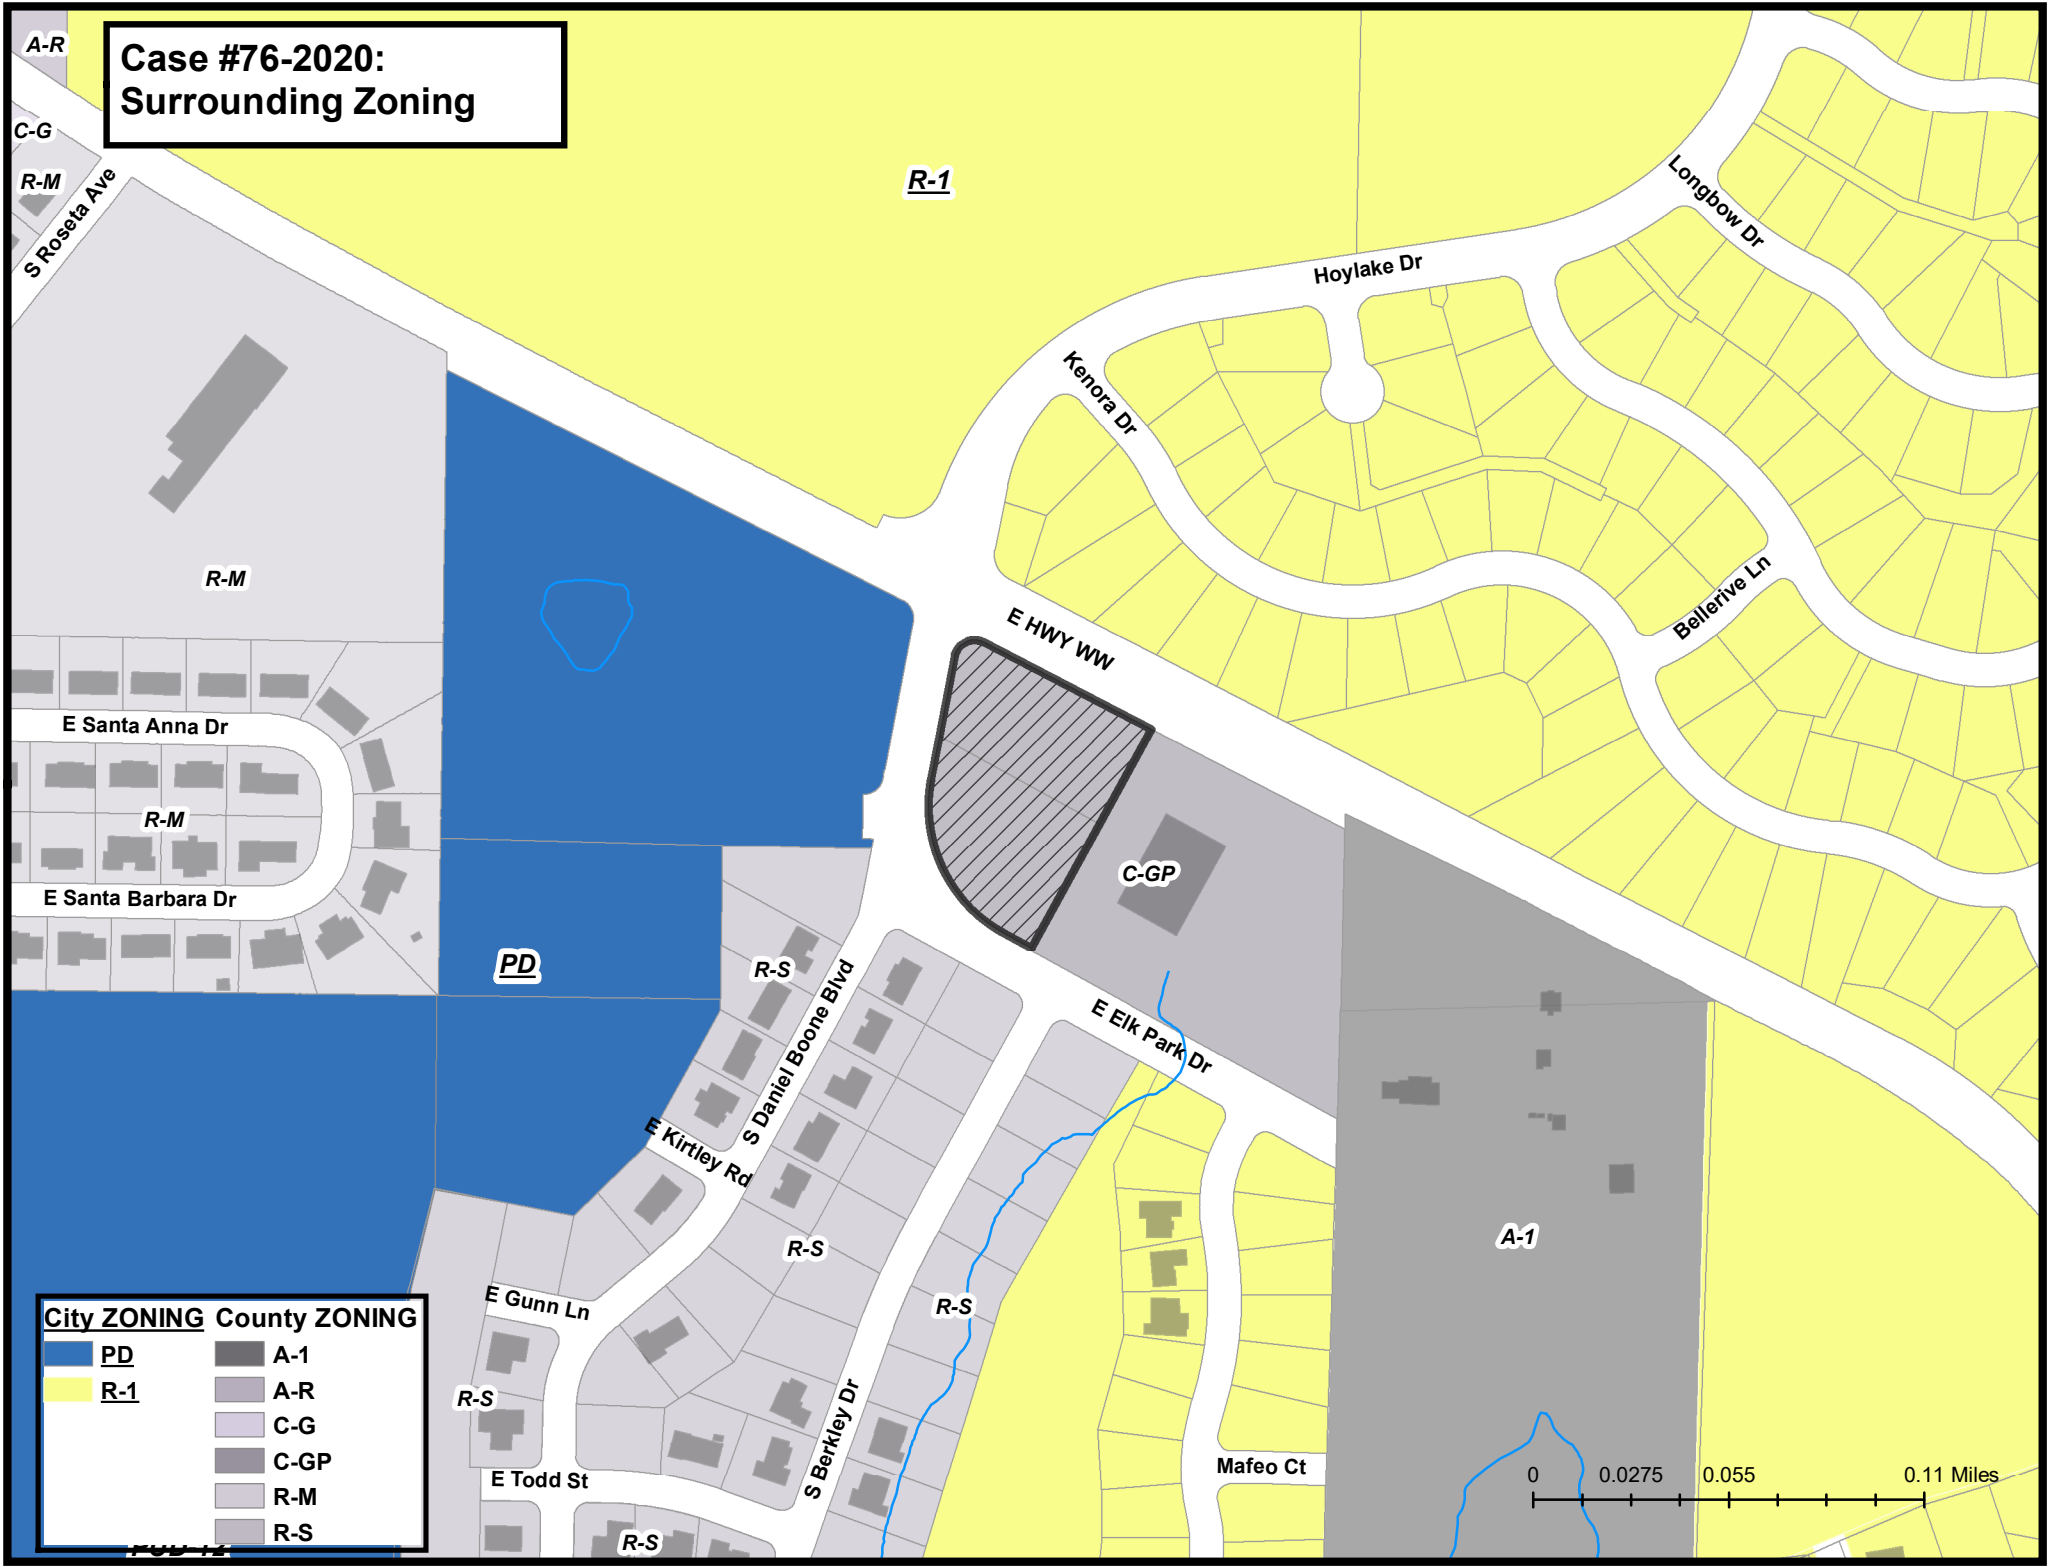 A-R
Case #76-2020:
Surrounding Zoning
C-G
R-M
S Roseta Ave
R-1
Longbow Dr
Hoylake Dr
Kenora Dr
R-M
Bellerive Ln
E HWY WW
E Santa Anna Dr
R-M
C-GP
E Santa Barbara Dr
PD
R-S
S Daniel Boone Blvd
E Elk Park Dr
E Kirtley Rd
R-S
A-1
R-S
E Gunn Ln
R-S
S Berkley Dr
E Todd St
Mafeo Ct
R-S
City ZONING County ZONING
PD
R-1
A-1
A-R
C-G
C-GP
R-M
R-S
0 0.0275 0.055 0.11 Miles